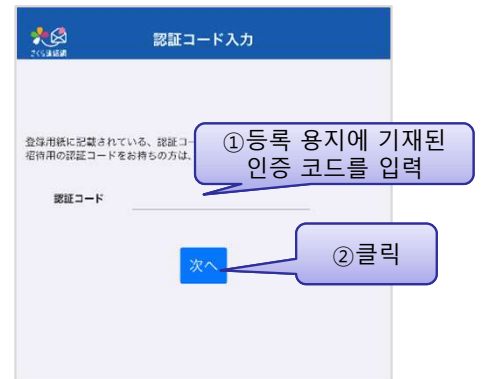 さくら連絡網
認証コード入力
登録用紙に記載されている、認証コー
招待用の認証コードをお持ちの方は、
①등록 용지에 기재된
인증 코드를 입력
認証コード
次へ
②클릭